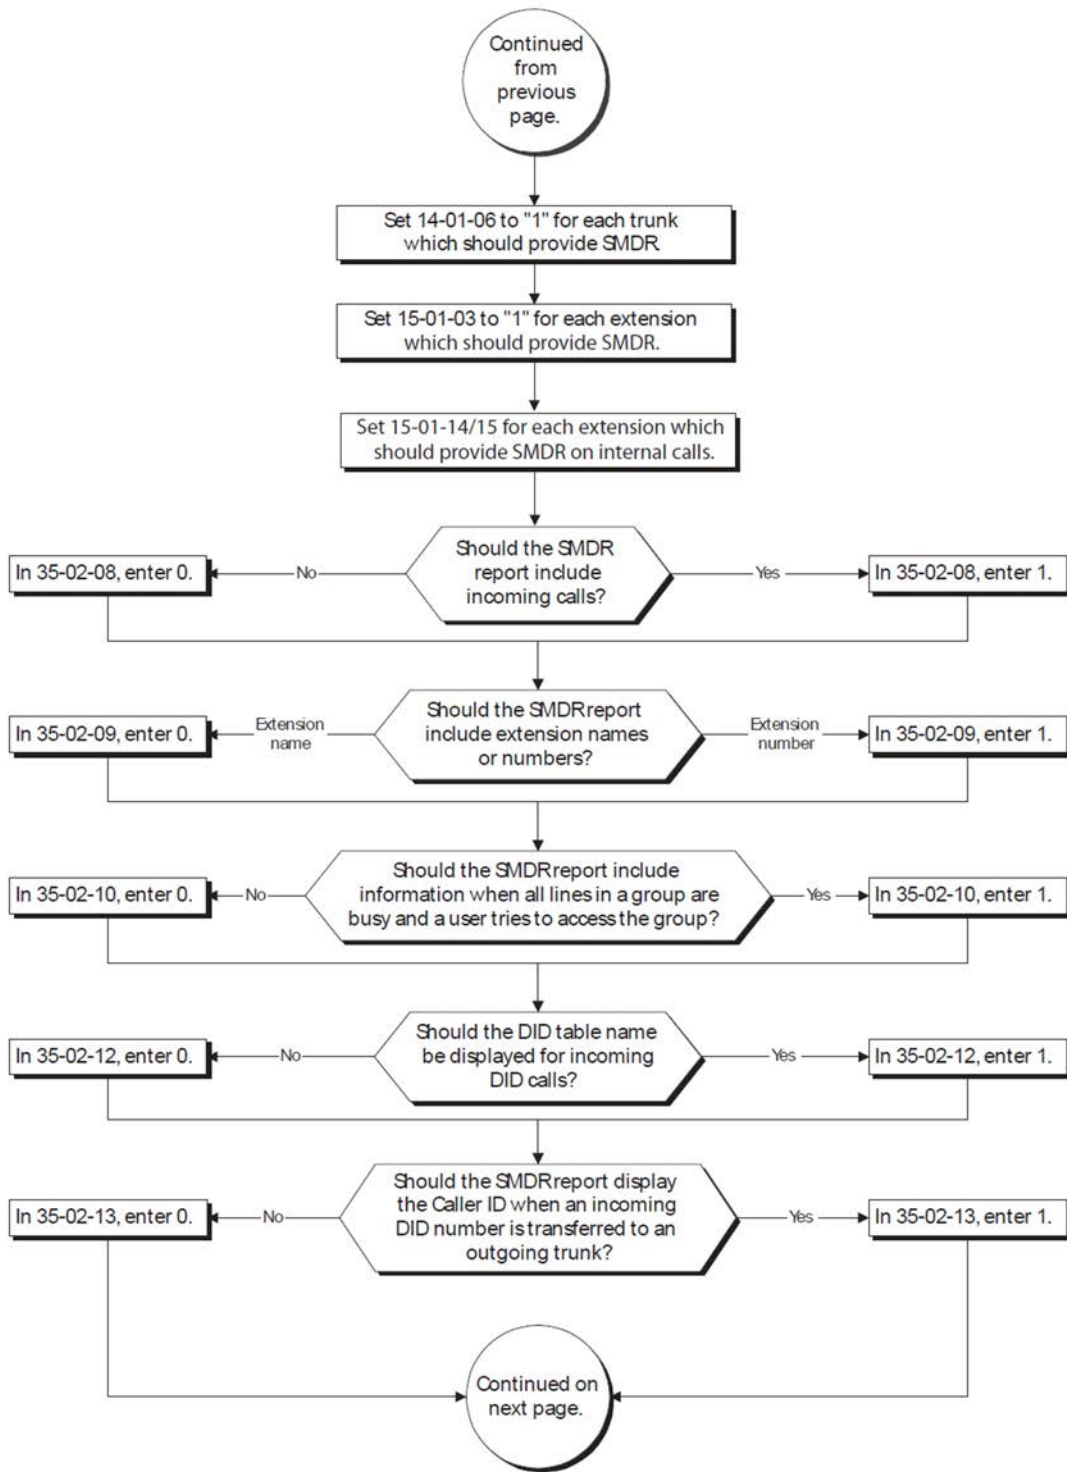 Continued
from
previous
page.
Set 14-01-06 to "1" for each trunk
which should provide SMDR.
Set 15-01-03 to "1" for each extension
which should provide SMDR.
Set 15-01-14/15 for each extension which
should provide SMDR on internal calls.
Should the SMDR
report include
incoming calls?
In 35-02-08, enter 0.
No
Yes
In 35-02-08, enter 1.
Should the SMDR report
include extension names
or numbers?
In 35-02-09, enter 0.
Extension
name
Extension
number
In 35-02-09, enter 1.
Should the SMDR report include
information when all lines in a group are
busy and a user tries to access the group?
In 35-02-10, enter 0.
No
Yes
In 35-02-10, enter 1.
Should the DID table name
be displayed for incoming
DID calls?
In 35-02-12, enter 0.
No
Yes
In 35-02-12, enter 1.
Should the SMDR report display
the Caller ID when an incoming
DID number is transferred to an
outgoing trunk?
In 35-02-13, enter 0.
No
Yes
In 35-02-13, enter 1.
Continued on
next page.